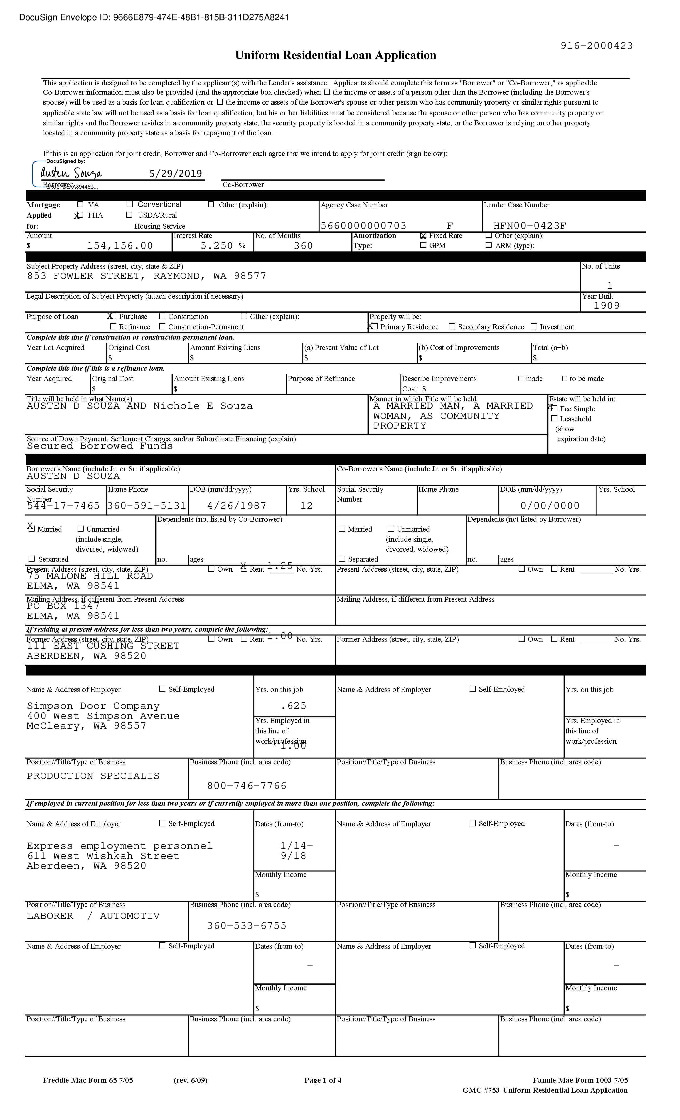 DocuSign Envelope ID: 9666E879-474E-48B1-815B-311D275A8241
916-2000423
Uniform Residential Loan Application
This application is designed to be completed by the applicant(s) with the Lender's assistance. Applicants should complete this form as "Borrower" or "Co-Borrower," as applicable.
Co-Borrower information must also be provided (and the appropriate box checked) when ☐ the income or assets of a person other than the Borrower (including the Borrower's
spouse) will be used as a basis for loan qualification or ☐ the income or assets of the Borrower's spouse or other person who has community property or similar rights pursuant to
applicable state law will not be used as a basis for loan qualification, but his or her liabilities must be considered because the spouse or other person who has community property or
similar rights and the Borrower resides in a community property state, the security property is located in a community property state, or the Borrower is relying on other property
located in a community property state as a basis for repayment of the loan.
If this is an application for joint credit, Borrower and Co-Borrower each agree that we intend to apply for joint credit (sign below):
DocuSigned by:
Austen Souza 5/29/2019
Borrower Co-Borrower
Mortgage ☐ VA ☐ Conventional ☐ Other (explain): Agency Case Number Lender Case Number
Applied X FHA ☐ USDA/Rural
for: Housing Service 5660000000703 F HFN00-0423F
Amount Interest Rate No. of Months Amortization X Fixed Rate ☐ Other (explain):
$ 154,156.00 5.250 % 360 Type: ☐ GPM ☐ ARM (type):
Subject Property Address (street, city, state & ZIP) No. of Units
853 FOWLER STREET, RAYMOND, WA 98577 1
Legal Description of Subject Property (attach description if necessary) Year Built
1909
Purpose of Loan X Purchase ☐ Construction ☐ Other (explain): Property will be:
☐ Refinance ☐ Construction-Permanent X Primary Residence ☐ Secondary Residence ☐ Investment
Complete this line if construction or construction-permanent loan.
Year Lot Acquired Original Cost Amount Existing Liens (a) Present Value of Lot (b) Cost of Improvements Total (a+b)
$ $ $ $ $
Complete this line if this is a refinance loan.
Year Acquired Original Cost Amount Existing Liens Purpose of Refinance Describe Improvements ☐ made ☐ to be made
$ $ Cost: $
Title will be held in what Name(s) Manner in which Title will be held Estate will be held in:
AUSTEN D SOUZA AND Nichole E Souza A MARRIED MAN, A MARRIED X Fee Simple
WOMAN, AS COMMUNITY ☐ Leasehold
PROPERTY (show
Source of Down Payment, Settlement Charges, and/or Subordinate Financing (explain) expiration date)
Secured Borrowed Funds
Borrower's Name (include Jr. or Sr. if applicable) Co-Borrower's Name (include Jr. or Sr. if applicable)
AUSTEN D SOUZA
Social Security Home Phone DOB (mm/dd/yyyy) Yrs. School Social Security Home Phone DOB (mm/dd/yyyy) Yrs. School
Number Number
544-17-7465 360-591-5131 4/26/1987 12 0/00/0000
X Married ☐ Unmarried Dependents (not listed by Co-Borrower) ☐ Married ☐ Unmarried Dependents (not listed by Borrower)
(include single, (include single,
divorced, widowed) divorced, widowed)
☐ Separated no. ages ☐ Separated no. ages
Present Address (street, city, state, ZIP) ☐ Own X Rent 1.25 No. Yrs. Present Address (street, city, state, ZIP) ☐ Own ☐ Rent No. Yrs.
75 MALONE HILL ROAD
ELMA, WA 98541
Mailing Address, if different from Present Address Mailing Address, if different from Present Address
PO BOX 1347
ELMA, WA 98541
If residing at present address for less than two years, complete the following:
Former Address (street, city, state, ZIP) ☐ Own ☐ Rent No. Yrs. Former Address (street, city, state, ZIP) ☐ Own ☐ Rent No. Yrs.
111 EAST CUSHING STREET
ABERDEEN, WA 98520
Name & Address of Employer ☐ Self-Employed Yrs. on this job Name & Address of Employer ☐ Self-Employed Yrs. on this job
Simpson Door Company .625
400 West Simpson Avenue
McCleary, WA 98557
Yrs. Employed in Yrs. Employed in
this line of this line of
work/profession work/profession
1.00
Position/Title/Type of Business Business Phone (incl. area code) Position/Title/Type of Business Business Phone (incl. area code)
PRODUCTION SPECIALIS
800-746-7766
If employed in current position for less than two years or if currently employed in more than one position, complete the following:
Name & Address of Employer ☐ Self-Employed Dates (from-to) Name & Address of Employer ☐ Self-Employed Dates (from-to)
Express employment personnel 1/14- –
611 West Wishkah Street 9/18
Aberdeen, WA 98520
Monthly Income Monthly Income
$ $
Position/Title/Type of Business Business Phone (incl. area code) Position/Title/Type of Business Business Phone (incl. area code)
LABORER / AUTOMOTIV
360-533-6755
Name & Address of Employer ☐ Self-Employed Dates (from-to) Name & Address of Employer ☐ Self-Employed Dates (from-to)
– –
Monthly Income Monthly Income
$ $
Position/Title/Type of Business Business Phone (incl. area code) Position/Title/Type of Business Business Phone (incl. area code)
Freddie Mac Form 65 7/05 (rev. 6/09) Page 1 of 4 Fannie Mae Form 1003 7/05
GMC #753 Uniform Residential Loan Application